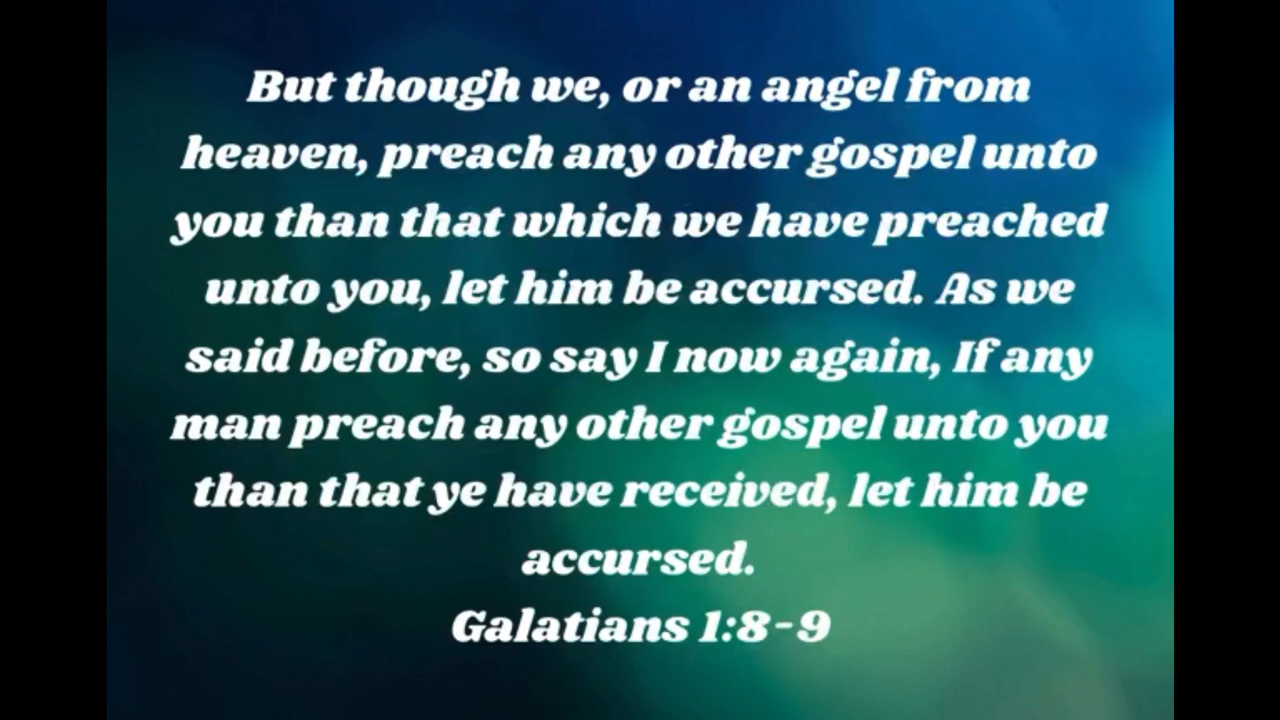 But though we, or an angel from
heaven, preach any other gospel unto
you than that which we have preached
unto you, let him be accursed. As we
said before, so say I now again, If any
man preach any other gospel unto you
than that ye have received, let him be
accursed.
Galatians 1:8-9